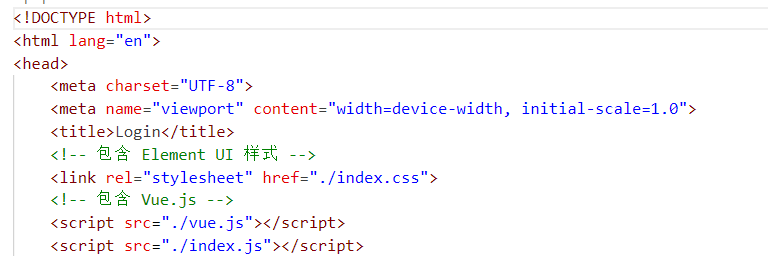 <!DOCTYPE html>
<html lang="en">
<head>
    <meta charset="UTF-8">
    <meta name="viewport" content="width=device-width, initial-scale=1.0">
    <title>Login</title>
    <!-- 包含 Element UI 样式 -->
    <link rel="stylesheet" href="./index.css">
    <!-- 包含 Vue.js -->
    <script src="./vue.js"></script>
    <script src="./index.js"></script>